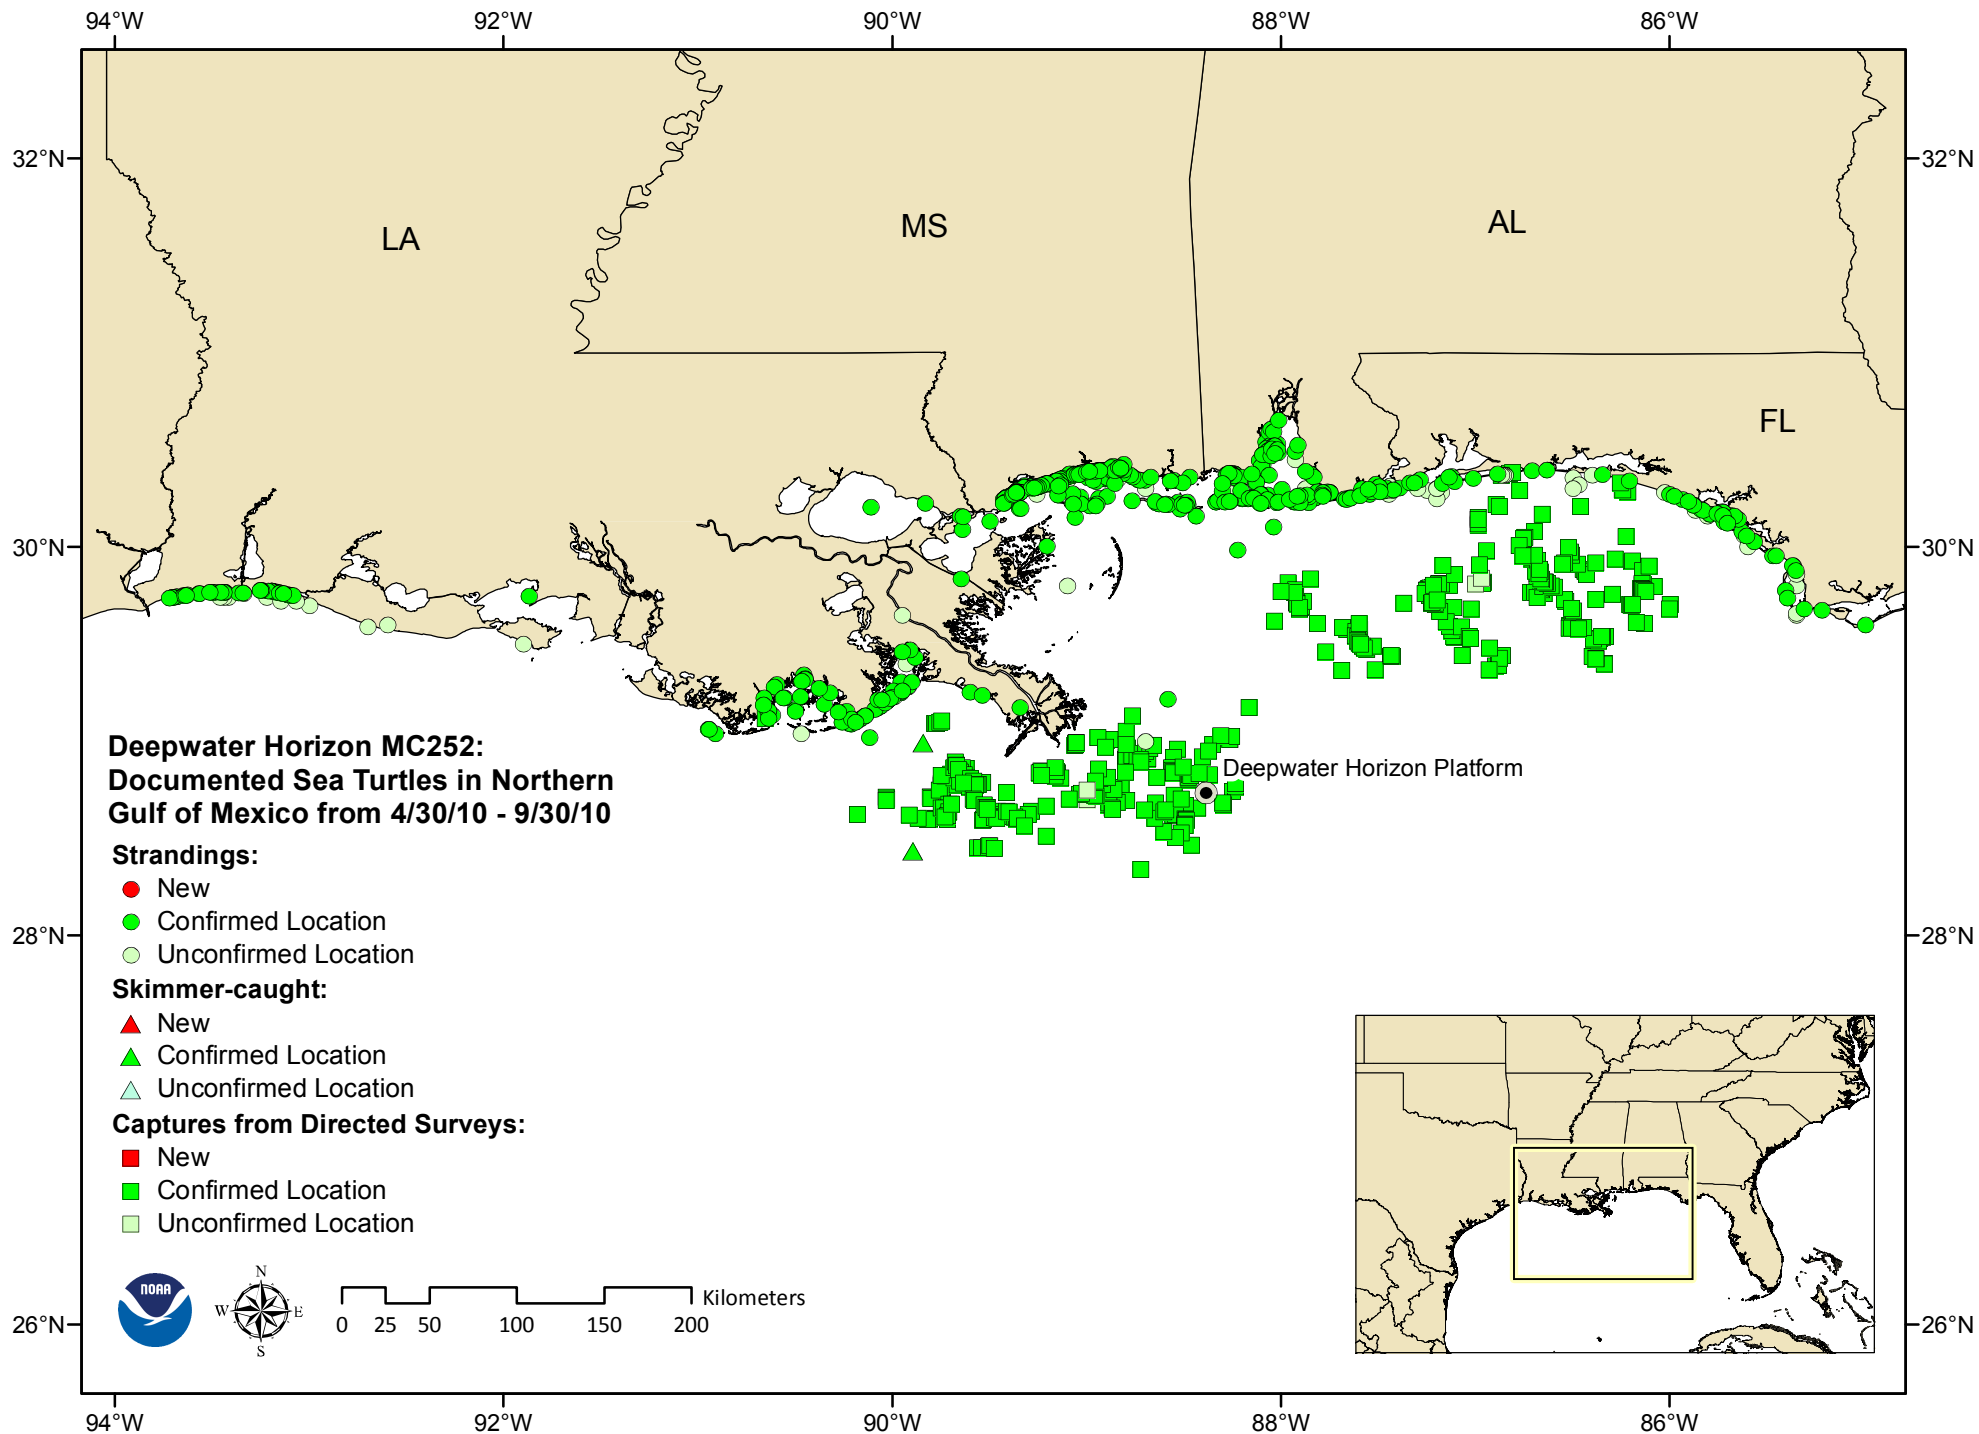 94°W 92°W 90°W 88°W 86°W
32°N 32°N
LA MS AL
FL
30°N 30°N
Deepwater Horizon Platform
Deepwater Horizon MC252:
Documented Sea Turtles in Northern
Gulf of Mexico from 4/30/10 - 9/30/10
Strandings:
New
Confirmed Location
Unconfirmed Location
28°N 28°N
Skimmer-caught:
New
Confirmed Location
Unconfirmed Location
Captures from Directed Surveys:
New
Confirmed Location
Unconfirmed Location
NOAA
N
W E
S
Kilometers
0 25 50 100 150 200
26°N 26°N
94°W 92°W 90°W 88°W 86°W